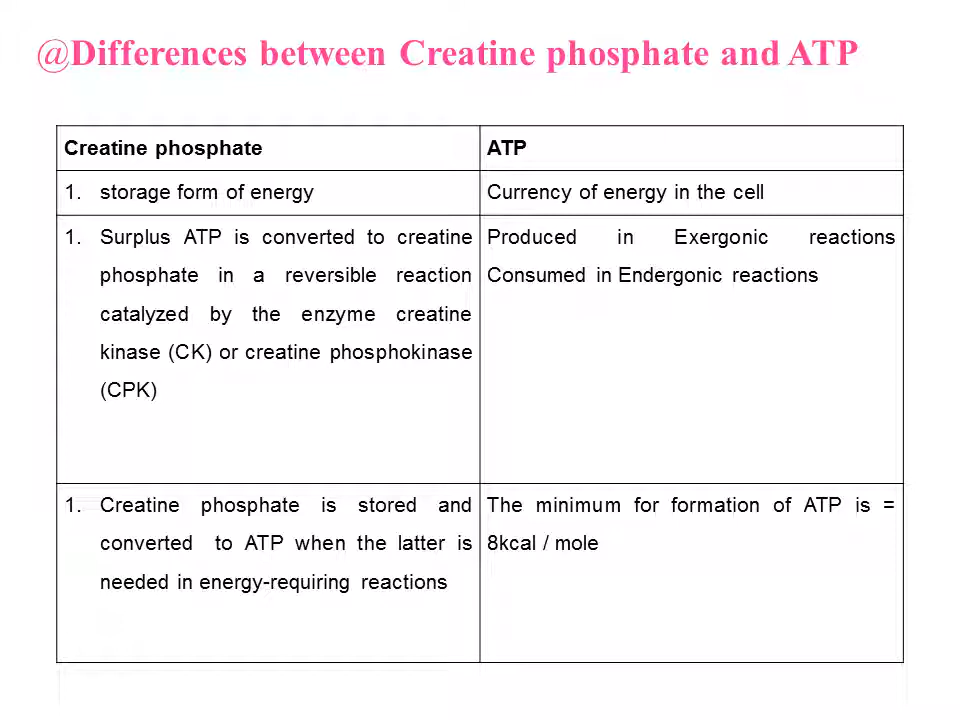 @Differences between Creatine phosphate and ATP
Creatine phosphate
ATP
1. storage form of energy
Currency of energy in the cell
1. Surplus ATP is converted to creatine
phosphate in a reversible reaction
catalyzed by the enzyme creatine
kinase (CK) or creatine phosphokinase
(CPK)
Produced in Exergonic reactions
Consumed in Endergonic reactions
1. Creatine phosphate is stored and
converted to ATP when the latter is
needed in energy-requiring reactions
The minimum for formation of ATP is =
8kcal / mole